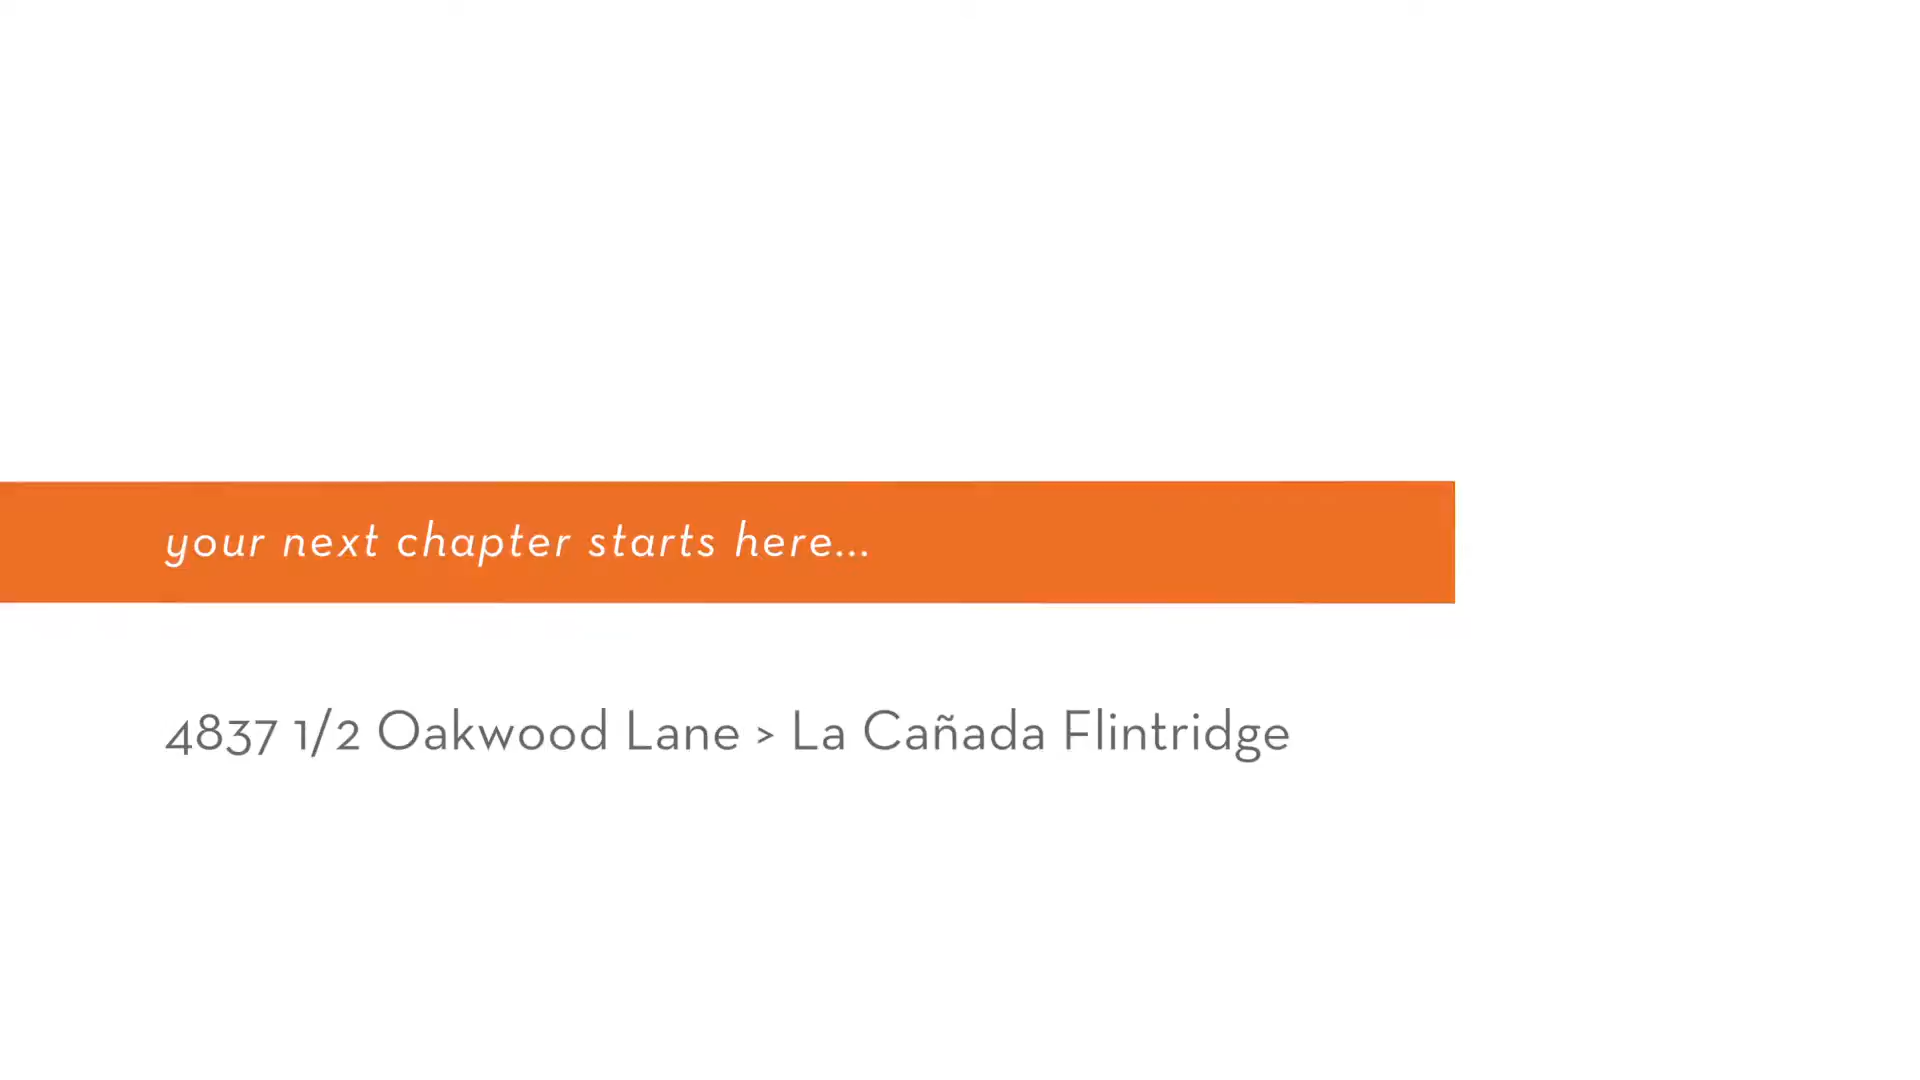 your next chapter starts here...
4837 1/2 Oakwood Lane > La Cañada Flintridge